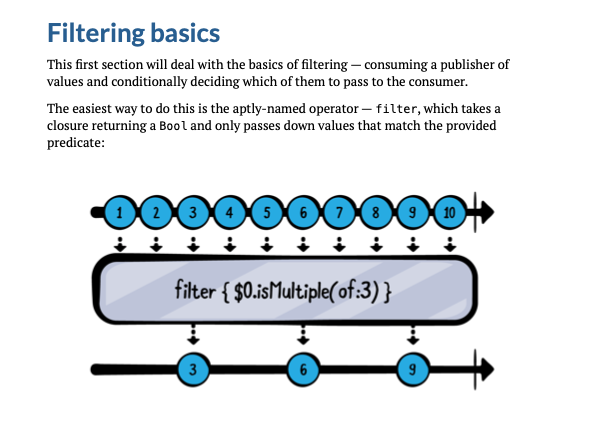 Filtering basics
This first section will deal with the basics of filtering — consuming a publisher of
values and conditionally deciding which of them to pass to the consumer.
The easiest way to do this is the aptly-named operator — filter, which takes a
closure returning a Bool and only passes down values that match the provided
predicate:
1 2 3 4 5 6 7 8 9 10
filter { $0.isMultiple(of:3) }
3 6 9